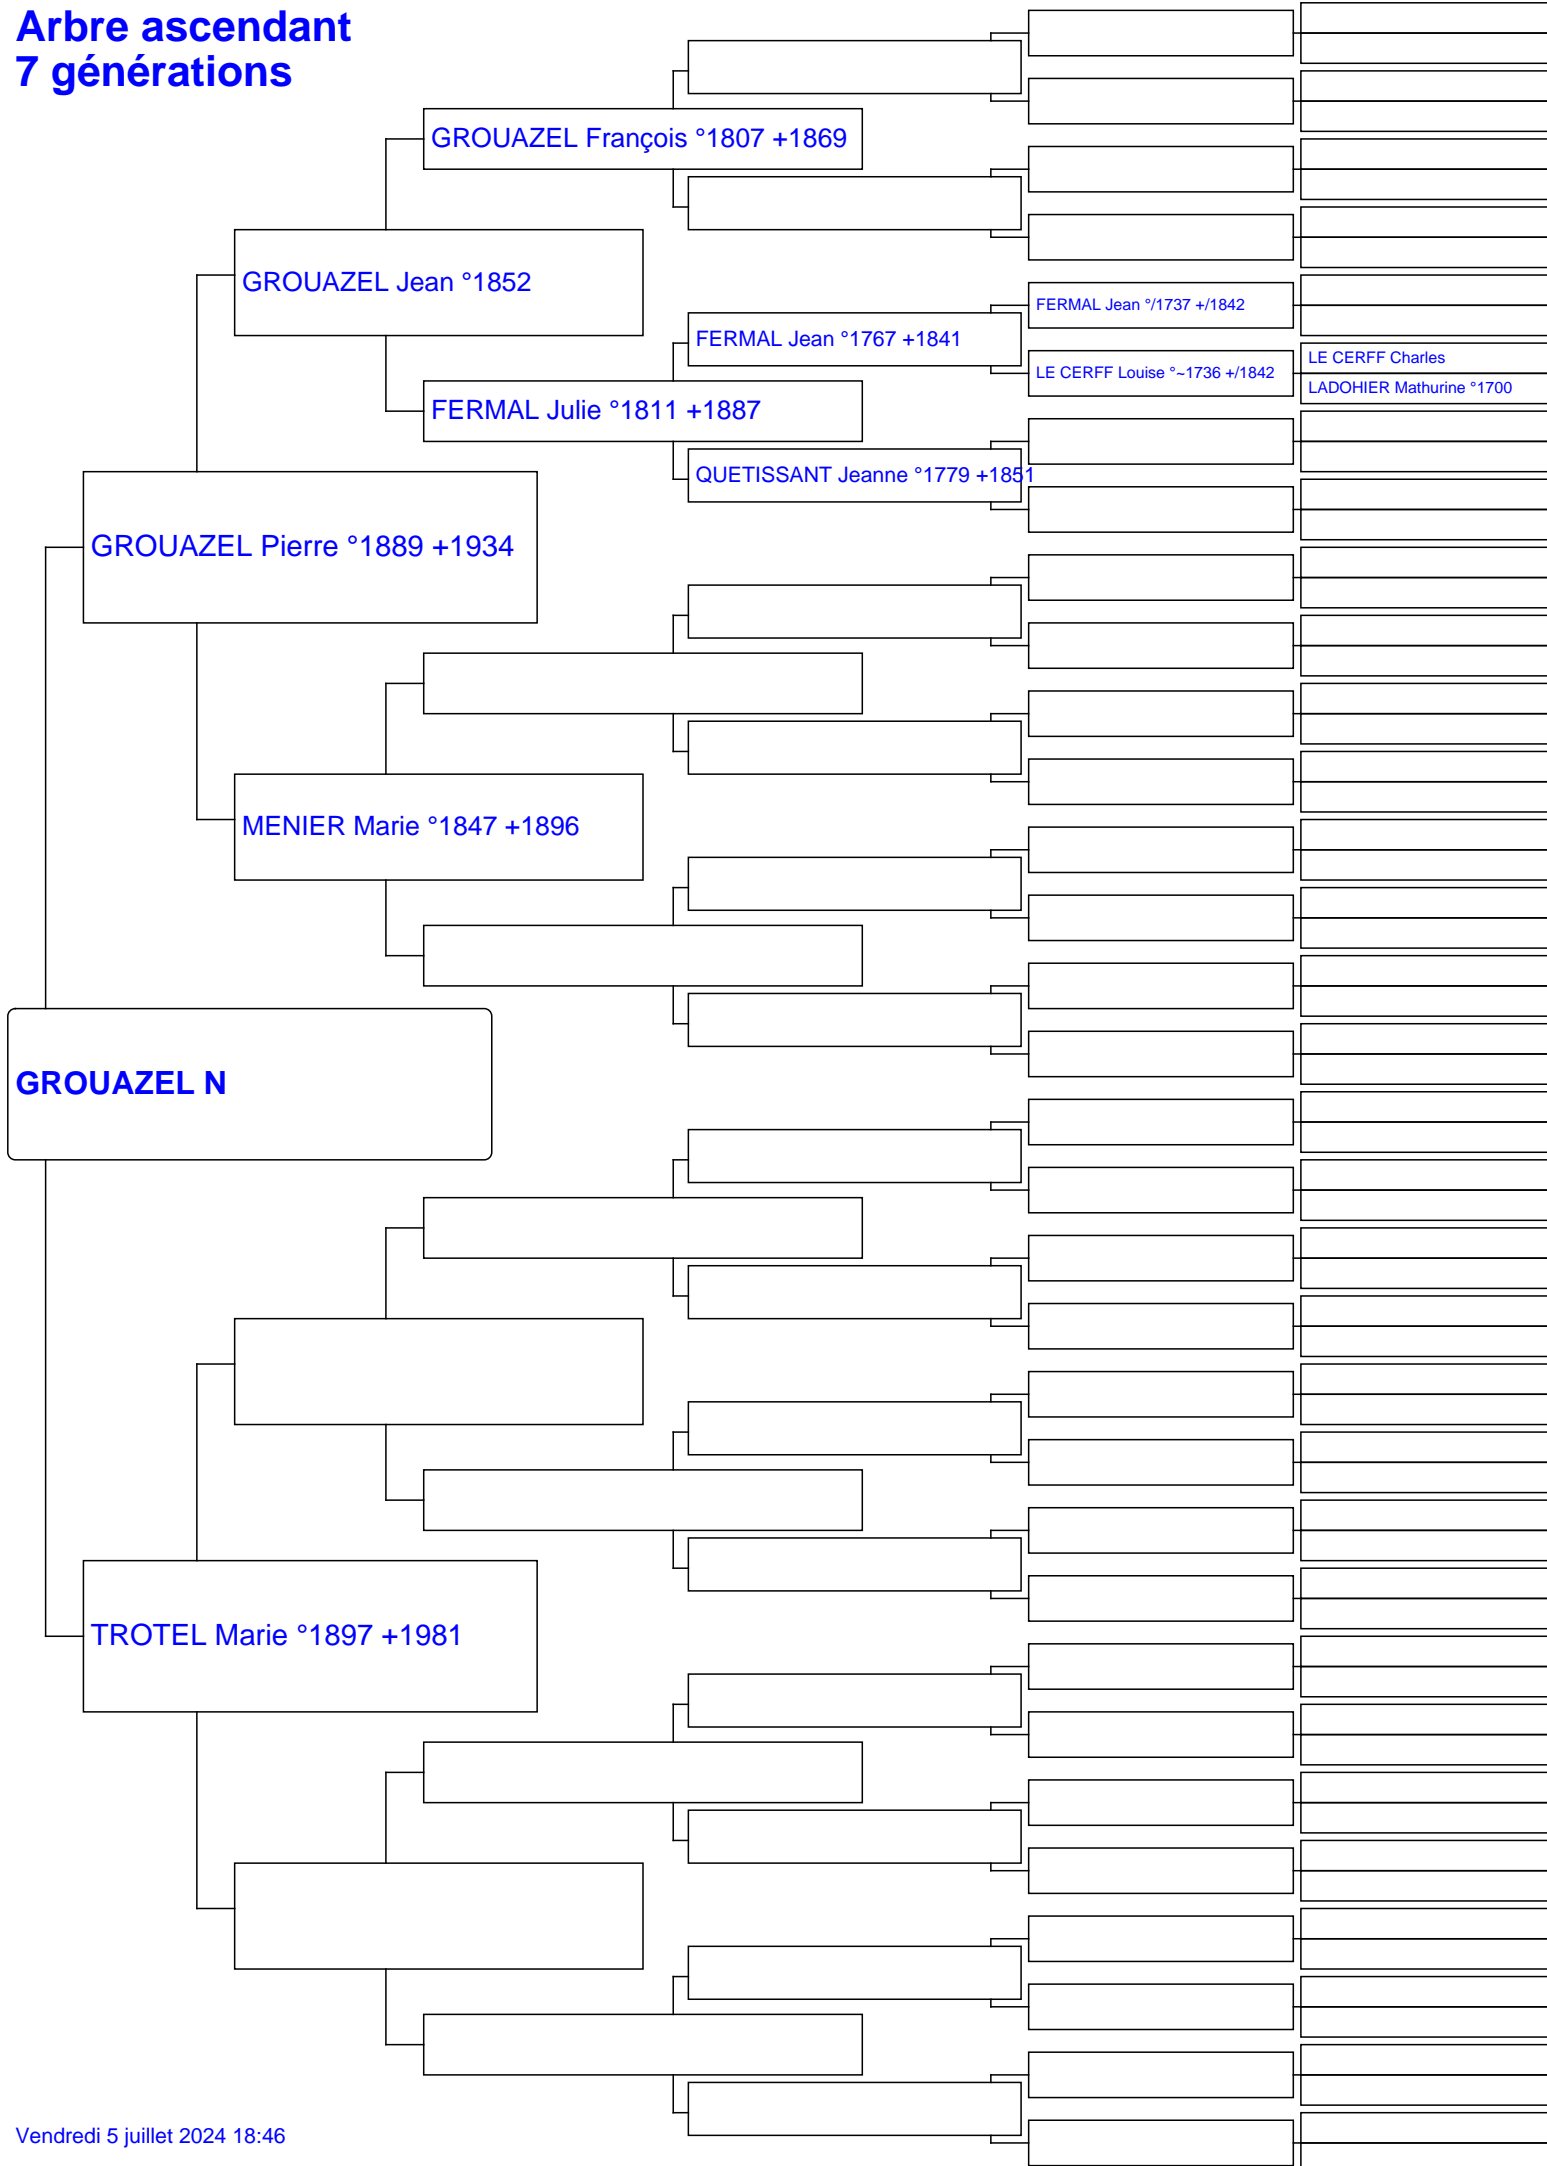 Arbre ascendant
7 générations
GROUAZEL François °1807 +1869
GROUAZEL Jean °1852
FERMAL Jean °/1737 +/1842
FERMAL Jean °1767 +1841
LE CERFF Charles
LE CERFF Louise °~1736 +/1842
LADOHIER Mathurine °1700
FERMAL Julie °1811 +1887
QUETISSANT Jeanne °1779 +1851
GROUAZEL Pierre °1889 +1934
MENIER Marie °1847 +1896
GROUAZEL N
TROTEL Marie °1897 +1981
Vendredi 5 juillet 2024 18:46